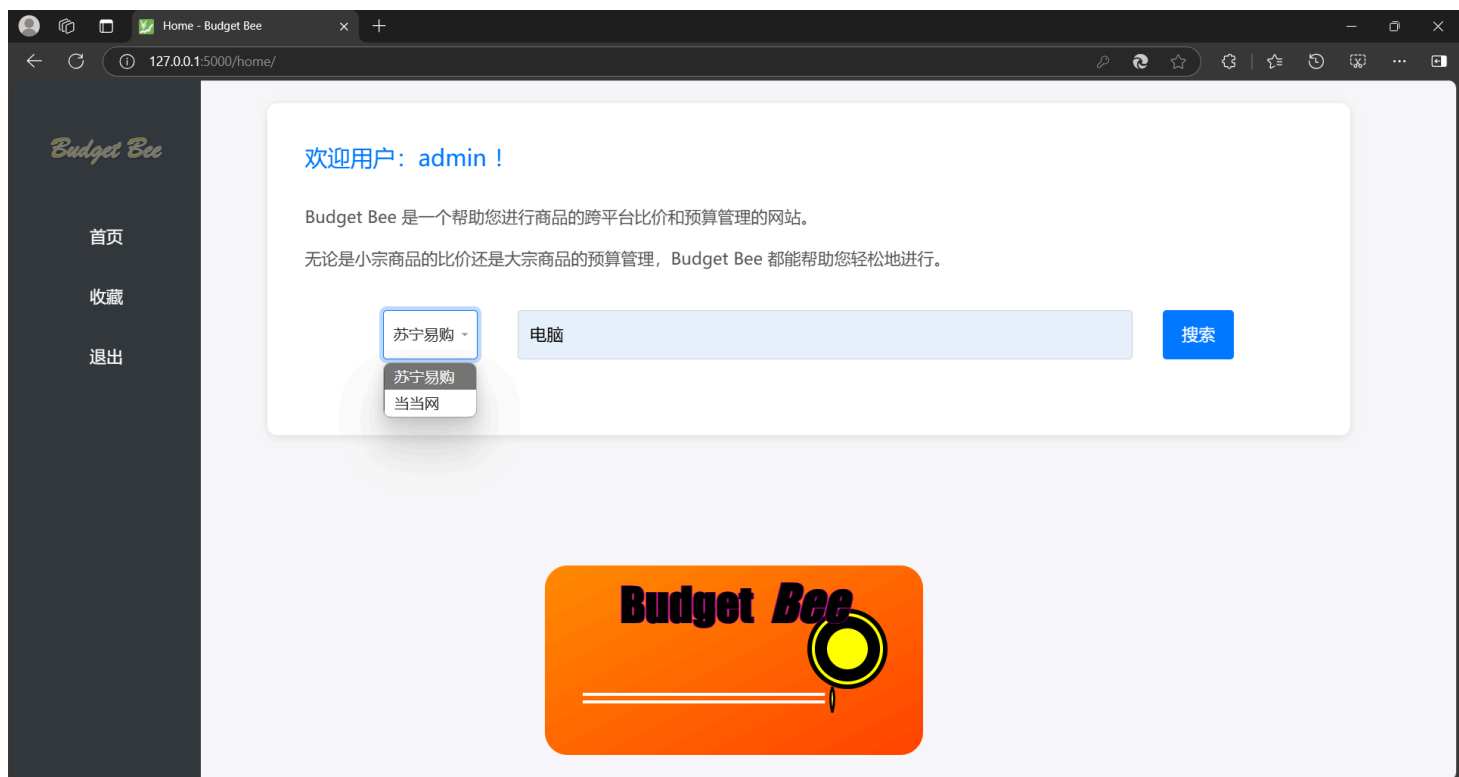 Home - Budget Bee
127.0.0.1:5000/home/
Budget Bee
首页
收藏
退出
欢迎用户：admin！
Budget Bee 是一个帮助您进行商品的跨平台比价和预算管理的网站。
无论是小宗商品的比价还是大宗商品的预算管理，Budget Bee 都能帮助您轻松地进行。
苏宁易购
电脑
搜索
苏宁易购
当当网
Budget Bee